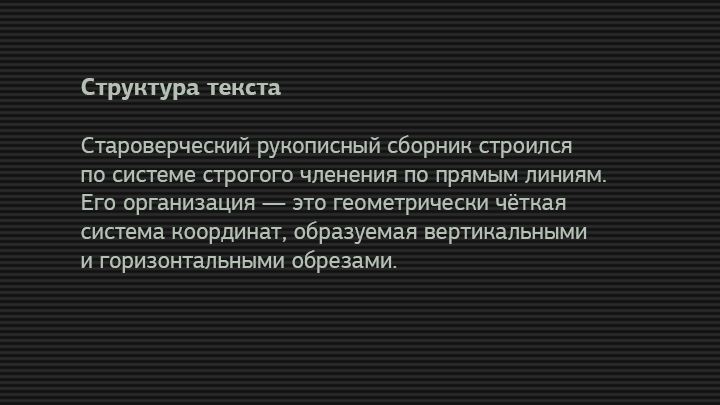 Структура текста
Староверческий рукописный сборник строился
по системе строгого членения по прямым линиям.
Его организация — это геометрически чёткая
система координат, образуемая вертикальными
и горизонтальными обрезами.